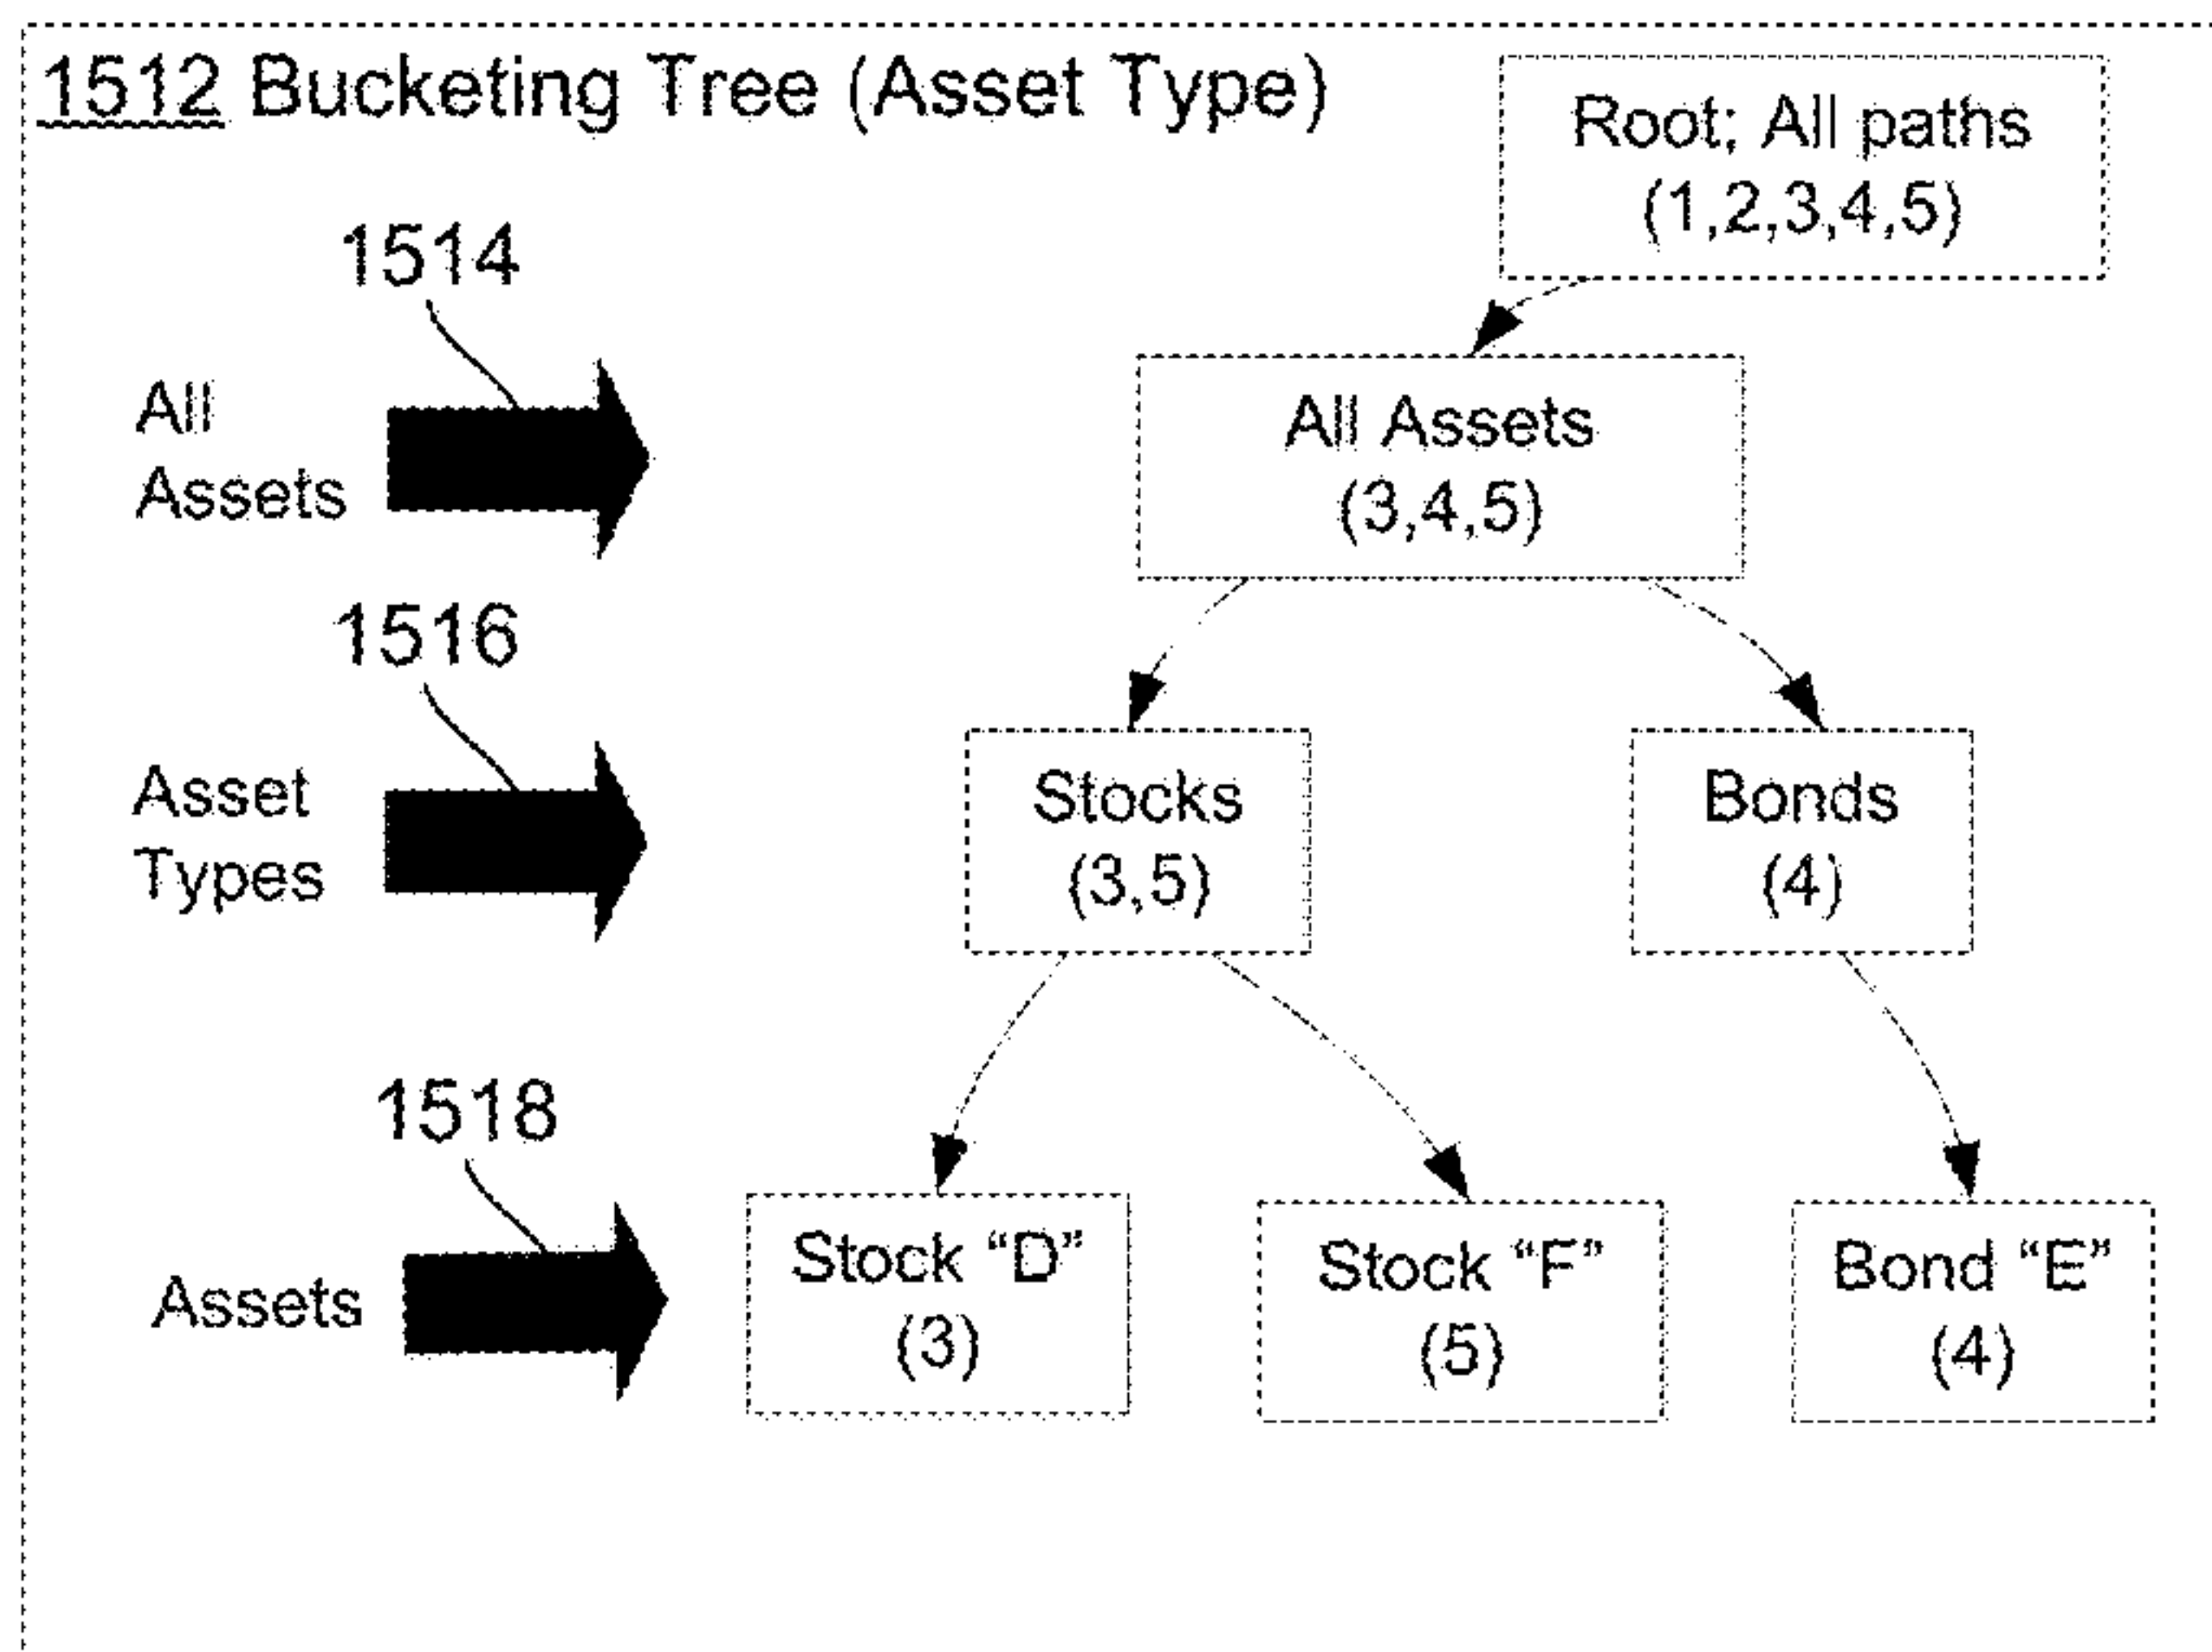 1512 Bucketing Tree (Asset Type)
Root; All paths
(1,2,3,4,5)
1514
All
Assets
All Assets
(3,4,5)
1516
Asset
Types
Stocks
(3,5)
Bonds
(4)
1518
Assets
Stock “D”
(3)
Stock “F”
(5)
Bond “E”
(4)